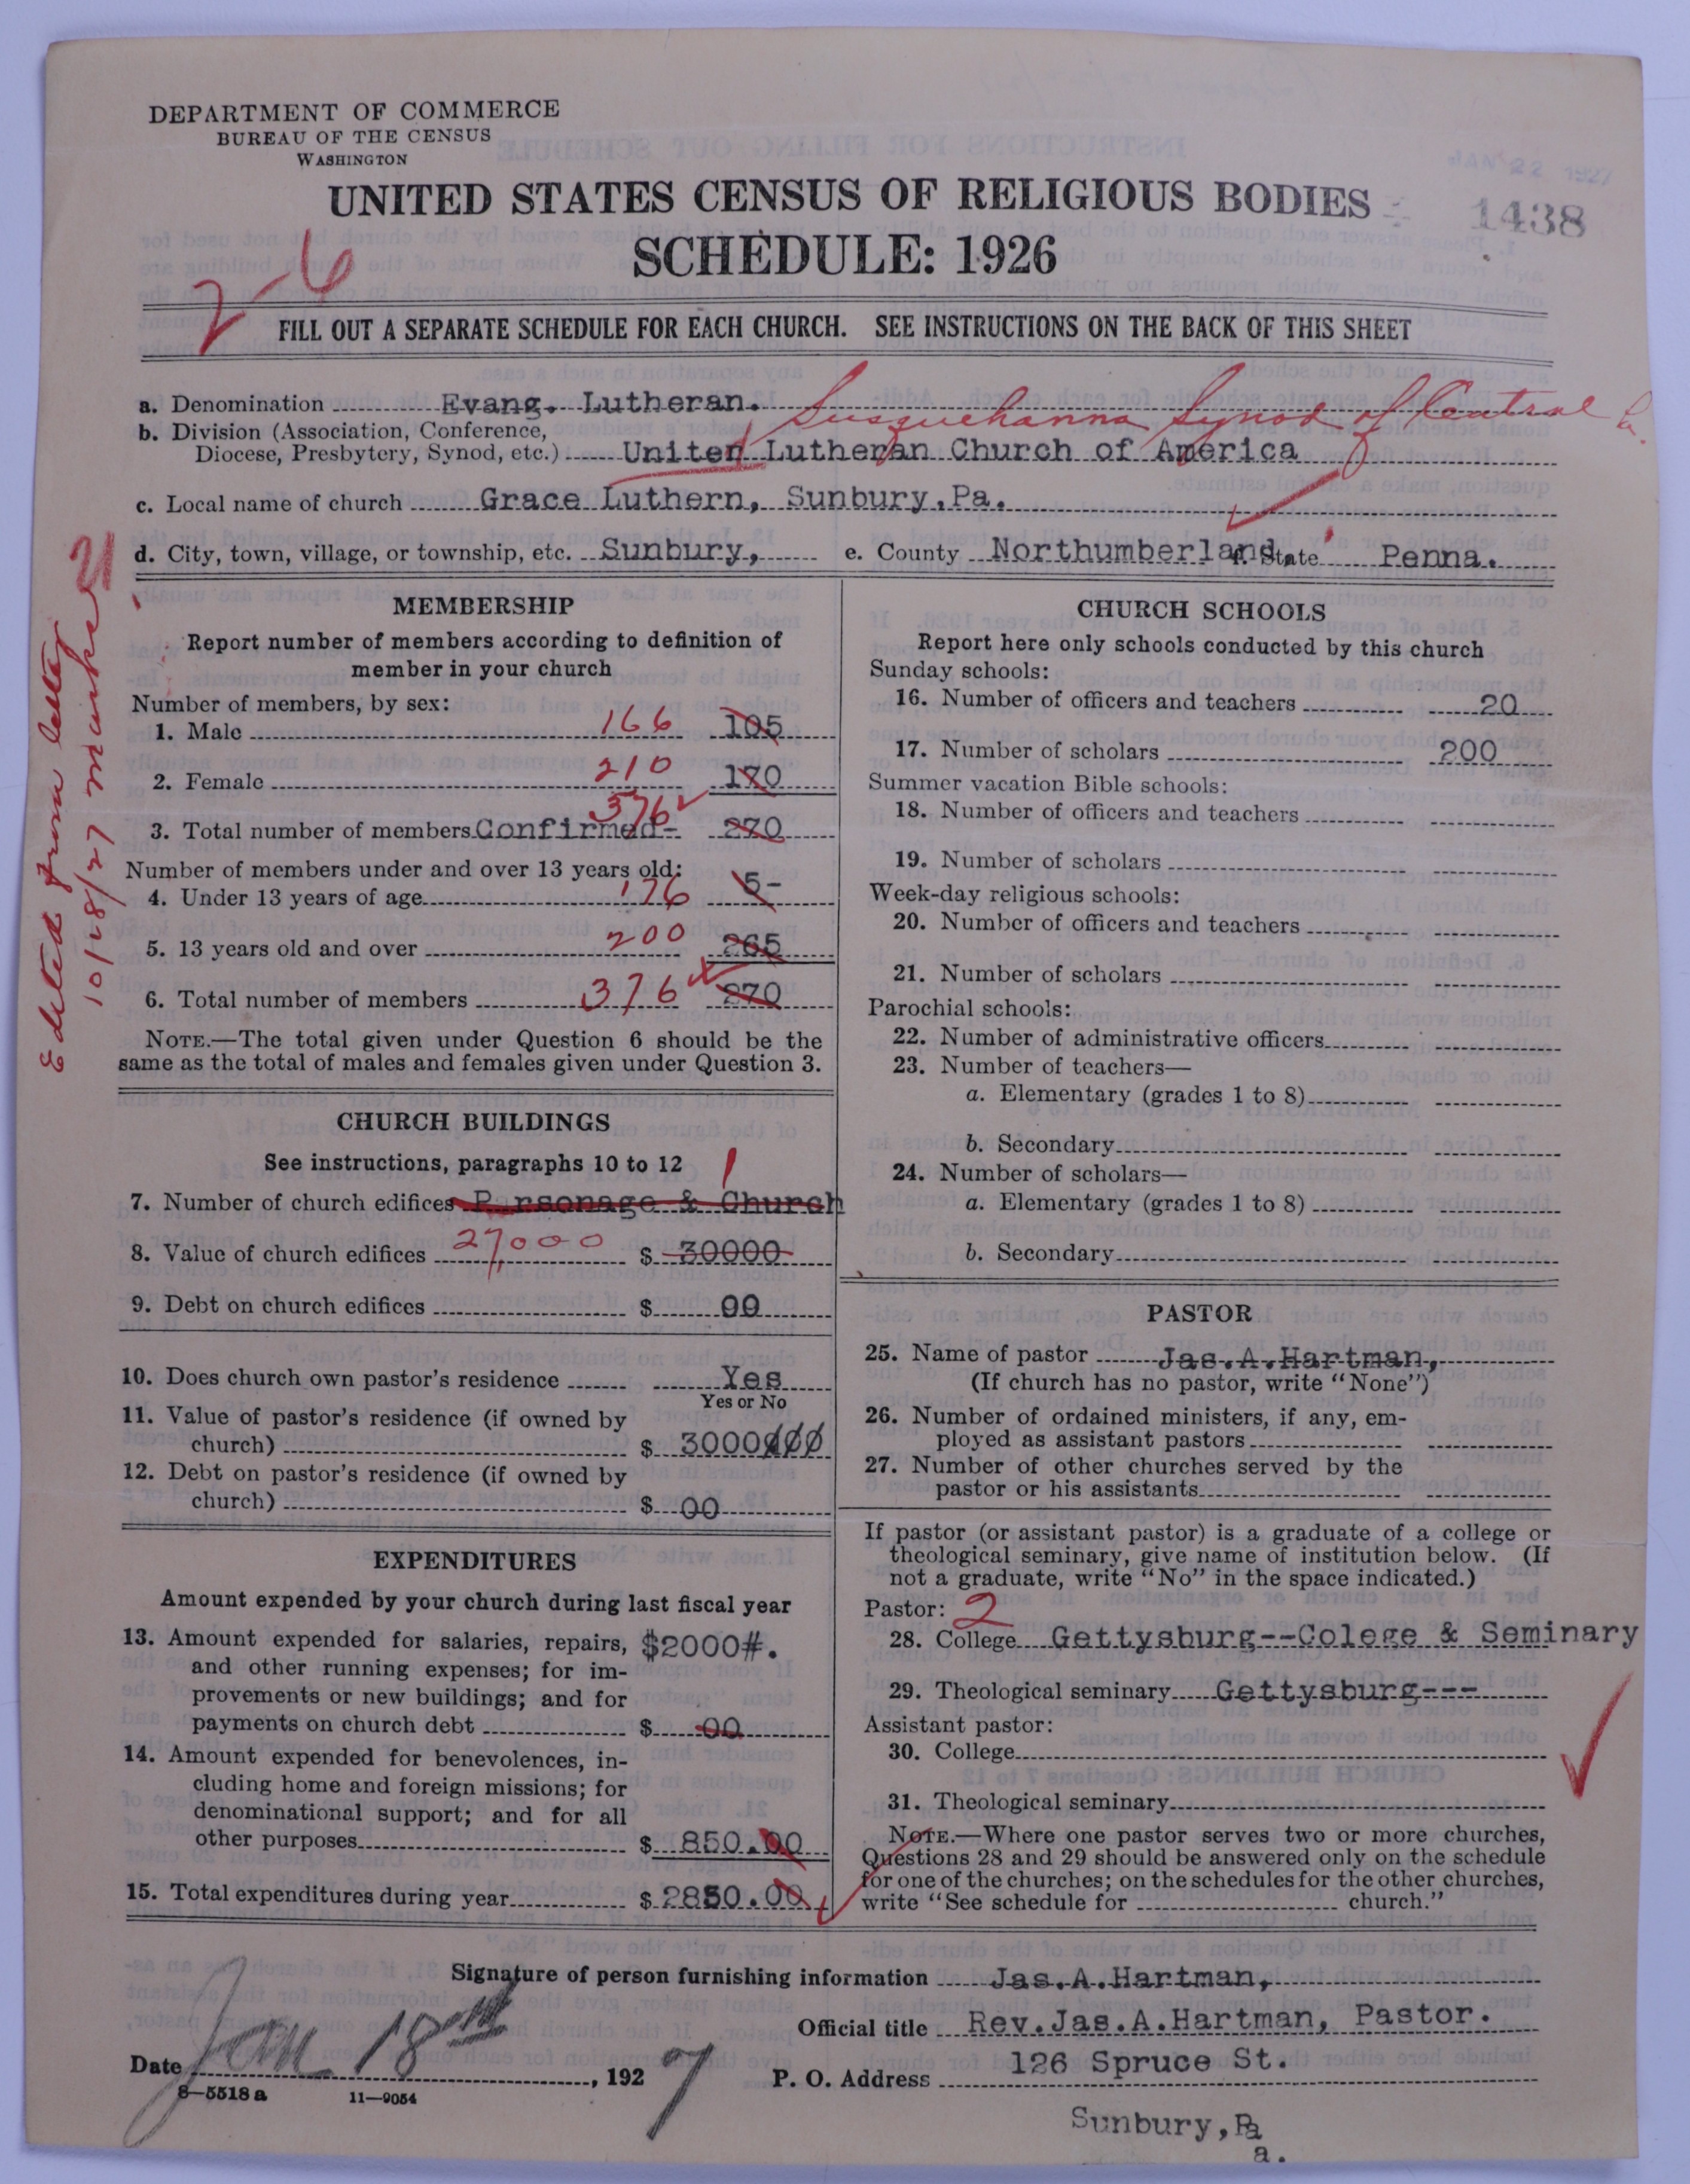 DEPARTMENT OF COMMERCE
BUREAU OF THE CENSUS
WASHINGTON
JAN 22 1927
UNITED STATES CENSUS OF RELIGIOUS BODIES
1438
SCHEDULE: 1926
2-6
FILL OUT A SEPARATE SCHEDULE FOR EACH CHURCH. SEE INSTRUCTIONS ON THE BACK OF THIS SHEET
a. Denomination Evang. Lutheran. Susquehanna Synod of Central Pa.
b. Division (Association, Conference,
Diocese, Presbytery, Synod, etc.) United Lutheran Church of America
c. Local name of church Grace Luthern, Sunbury,Pa.
d. City, town, village, or township, etc. Sunbury, e. County Northumberland f. State Penna.
Edited from letter
10/28/27
MEMBERSHIP
Report number of members according to definition of
member in your church
Number of members, by sex:
1. Male 166 105
2. Female 210 170
3. Total number of members Confirmed- 376 270
Number of members under and over 13 years old:
4. Under 13 years of age 176 5-
5. 13 years old and over 200 265
6. Total number of members 376 270
NOTE.—The total given under Question 6 should be the
same as the total of males and females given under Question 3.
CHURCH BUILDINGS
See instructions, paragraphs 10 to 12
7. Number of church edifices Parsonage & Church 1
8. Value of church edifices 27,000 $ 30000
9. Debt on church edifices $ 00
10. Does church own pastor's residence Yes
Yes or No
11. Value of pastor's residence (if owned by
church) $ 3000000
12. Debt on pastor's residence (if owned by
church) $ 00
EXPENDITURES
Amount expended by your church during last fiscal year
13. Amount expended for salaries, repairs, $2000#.
and other running expenses; for im-
provements or new buildings; and for
payments on church debt $ 00
14. Amount expended for benevolences, in-
cluding home and foreign missions; for
denominational support; and for all
other purposes $ 850.00
15. Total expenditures during year $ 2850.00
CHURCH SCHOOLS
Report here only schools conducted by this church
Sunday schools:
16. Number of officers and teachers 20
17. Number of scholars 200
Summer vacation Bible schools:
18. Number of officers and teachers
19. Number of scholars
Week-day religious schools:
20. Number of officers and teachers
21. Number of scholars
Parochial schools:
22. Number of administrative officers
23. Number of teachers—
a. Elementary (grades 1 to 8)
b. Secondary
24. Number of scholars—
a. Elementary (grades 1 to 8)
b. Secondary
PASTOR
25. Name of pastor Jas.A.Hartman,
(If church has no pastor, write "None")
26. Number of ordained ministers, if any, em-
ployed as assistant pastors
27. Number of other churches served by the
pastor or his assistants
If pastor (or assistant pastor) is a graduate of a college or
theological seminary, give name of institution below. (If
not a graduate, write "No" in the space indicated.)
Pastor: 2
28. College Gettysburg--Colege & Seminary
29. Theological seminary Gettysburg---
Assistant pastor:
30. College
31. Theological seminary
NOTE.—Where one pastor serves two or more churches,
Questions 28 and 29 should be answered only on the schedule
for one of the churches; on the schedules for the other churches,
write "See schedule for church."
Signature of person furnishing information Jas.A.Hartman,
Official title Rev.Jas.A.Hartman, Pastor.
Date Jan 18th, 1927
P. O. Address 126 Spruce St.
8—5518 a 11—9054
Sunbury,Pa
a.